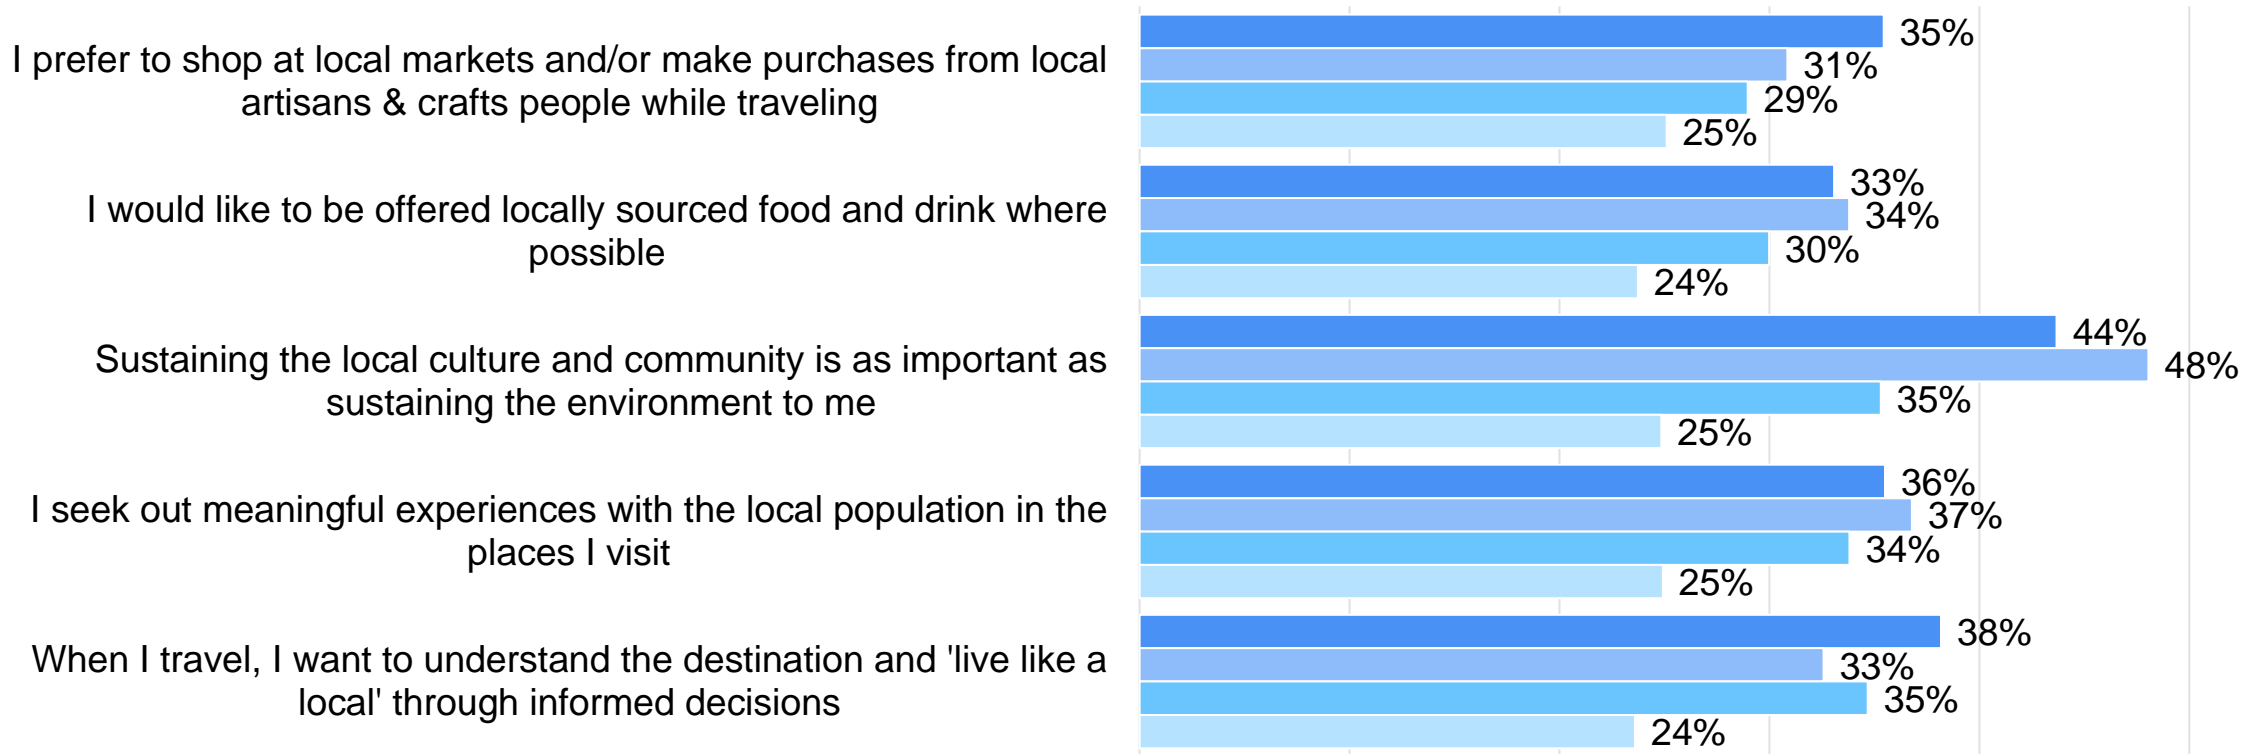 I prefer to shop at local markets and/or make purchases from local
artisans & crafts people while traveling
35%
31%
29%
25%
I would like to be offered locally sourced food and drink where
possible
33%
34%
30%
24%
Sustaining the local culture and community is as important as
sustaining the environment to me
44%
48%
35%
25%
I seek out meaningful experiences with the local population in the
places I visit
36%
37%
34%
25%
When I travel, I want to understand the destination and 'live like a
local' through informed decisions
38%
33%
35%
24%